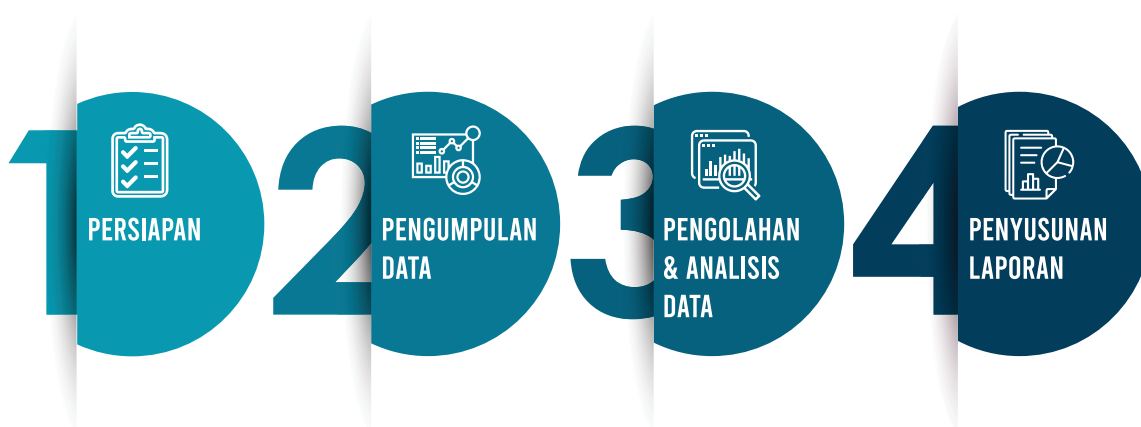 1
PERSIAPAN
2
PENGUMPULAN
DATA
3
PENGOLAHAN
& ANALISIS
DATA
4
PENYUSUNAN
LAPORAN